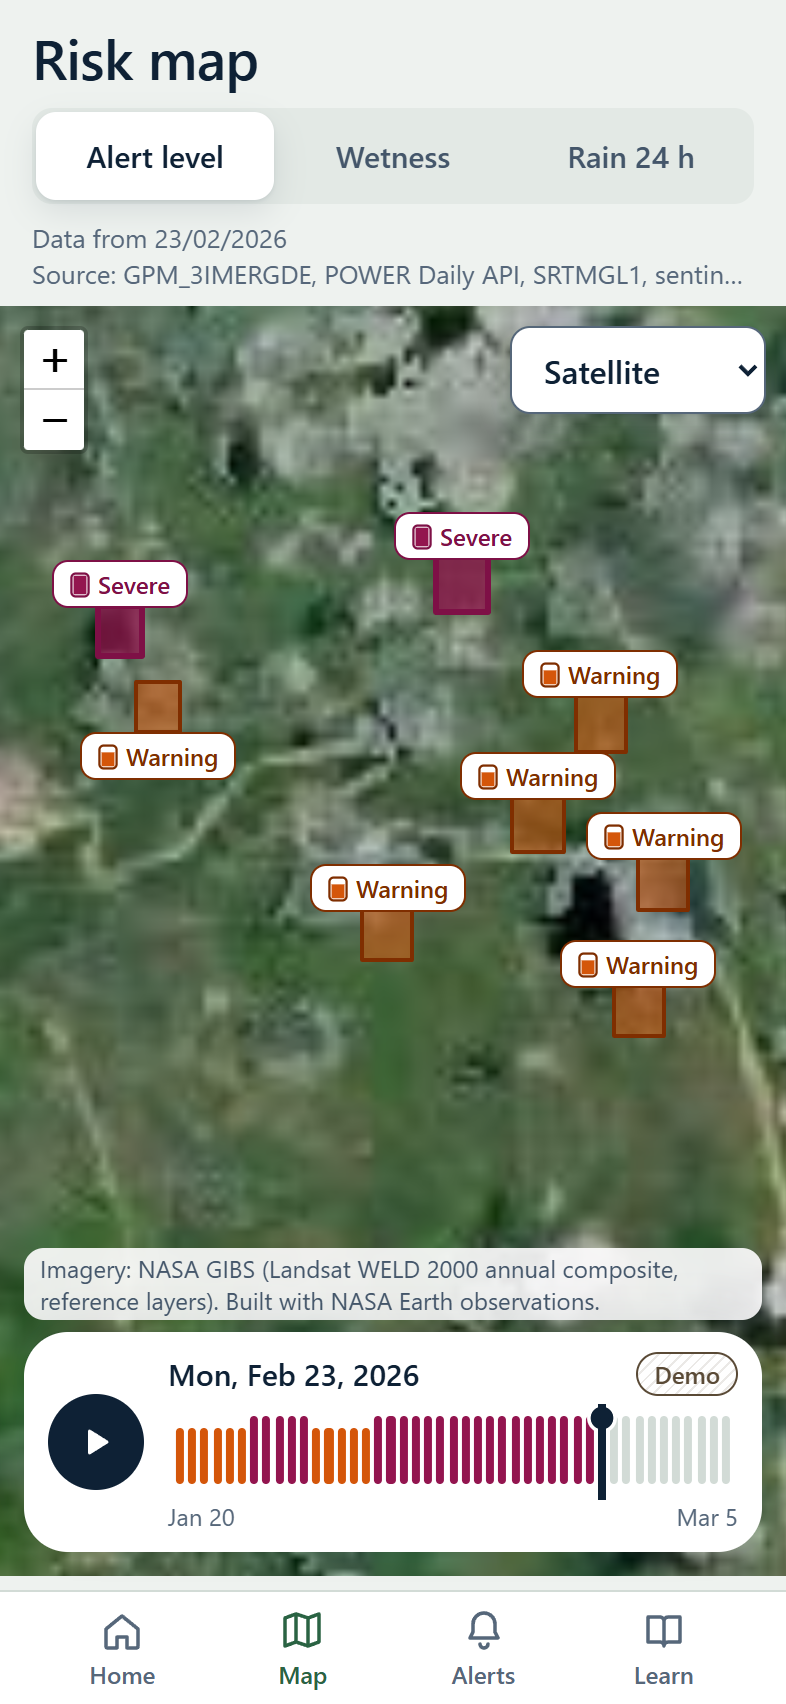 Risk map
Alert level
Wetness
Rain 24 h
Data from 23/02/2026
Source: GPM_3IMERGDE, POWER Daily API, SRTMGL1, sentin...
+
Satellite
−
Severe
Severe
Warning
Warning
Warning
Warning
Warning
Warning
Imagery: NASA GIBS (Landsat WELD 2000 annual composite,
reference layers). Built with NASA Earth observations.
Mon, Feb 23, 2026
Demo
Jan 20
Mar 5
Home
Map
Alerts
Learn